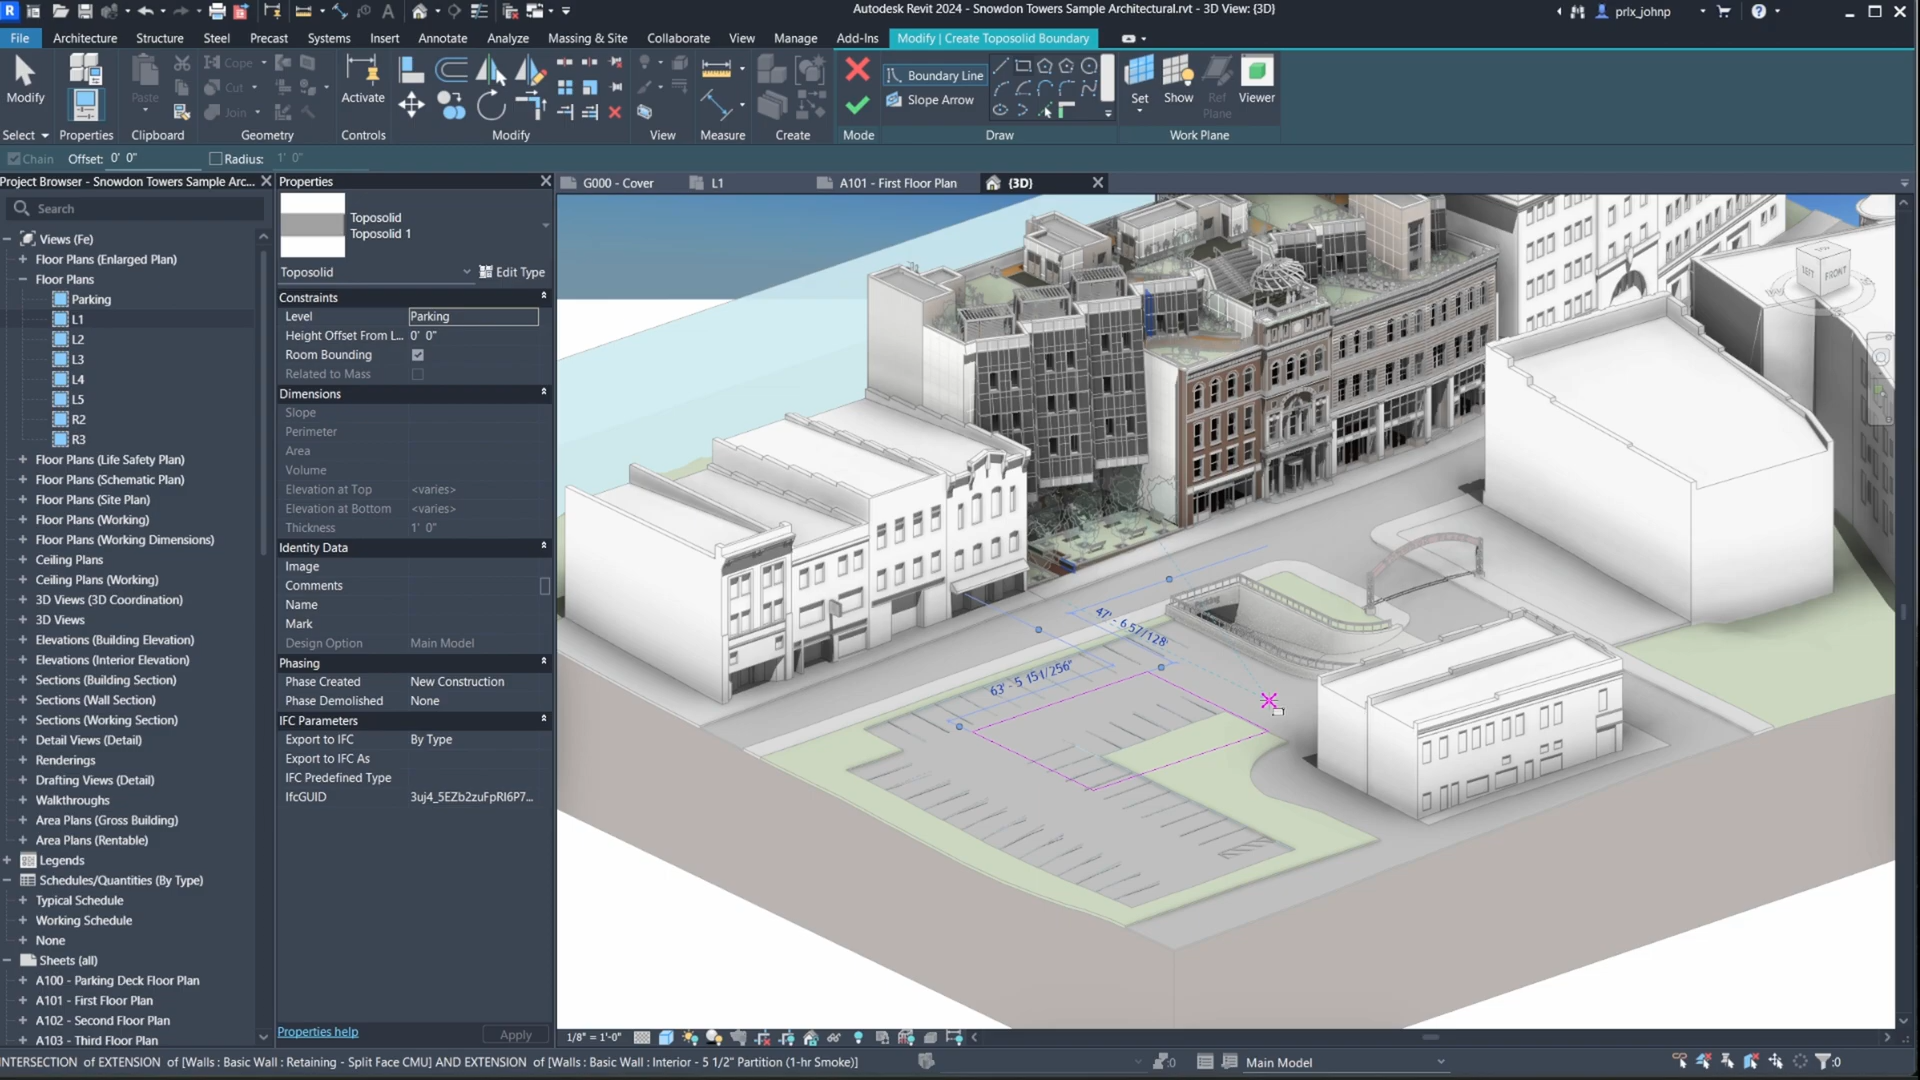 Autodesk Revit 2024 - Snowdon Towers Sample Architectural.rvt - 3D View: {3D}
prlx_johnp
File Architecture Structure Steel Precast Systems Insert Annotate Analyze Massing & Site Collaborate View Manage Add-Ins Modify | Create Toposolid Boundary
Modify
Paste
Cope
Cut
Join
Activate
Boundary Line
Slope Arrow
Set
Show
Ref Plane
Viewer
Select Properties Clipboard Geometry Controls Modify View Measure Create Mode Draw Work Plane
Chain Offset: 0' 0" Radius: 1' 0"
Project Browser - Snowdon Towers Sample Arc...
Search
Views (Fe)
Floor Plans (Enlarged Plan)
Floor Plans
Parking
L1
L2
L3
L4
L5
R2
R3
Floor Plans (Life Safety Plan)
Floor Plans (Schematic Plan)
Floor Plans (Site Plan)
Floor Plans (Working)
Floor Plans (Working Dimensions)
Ceiling Plans
Ceiling Plans (Working)
3D Views (3D Coordination)
3D Views
Elevations (Building Elevation)
Elevations (Interior Elevation)
Sections (Building Section)
Sections (Wall Section)
Sections (Working Section)
Detail Views (Detail)
Renderings
Drafting Views (Detail)
Walkthroughs
Area Plans (Gross Building)
Area Plans (Rentable)
Legends
Schedules/Quantities (By Type)
Typical Schedule
Working Schedule
None
Sheets (all)
A100 - Parking Deck Floor Plan
A101 - First Floor Plan
A102 - Second Floor Plan
A103 - Third Floor Plan
Properties
Toposolid
Toposolid 1
Toposolid Edit Type
Constraints
Level Parking
Height Offset From L... 0' 0"
Room Bounding
Related to Mass
Dimensions
Slope
Perimeter
Area
Volume
Elevation at Top <varies>
Elevation at Bottom <varies>
Thickness 1' 0"
Identity Data
Image
Comments
Name
Mark
Design Option Main Model
Phasing
Phase Created New Construction
Phase Demolished None
IFC Parameters
Export to IFC By Type
Export to IFC As
IFC Predefined Type
IfcGUID 3uj4_5EZb2zuFpRI6P7...
Properties help Apply
G000 - Cover L1 A101 - First Floor Plan {3D}
LEFT FRONT
47' - 6.57/128"
63' - 5 151/256"
1/8" = 1'-0"
INTERSECTION of EXTENSION of [Walls : Basic Wall : Retaining - Split Face CMU] AND EXTENSION of [Walls : Basic Wall : Interior - 5 1/2" Partition (1-hr Smoke)]
:0
Main Model
:0